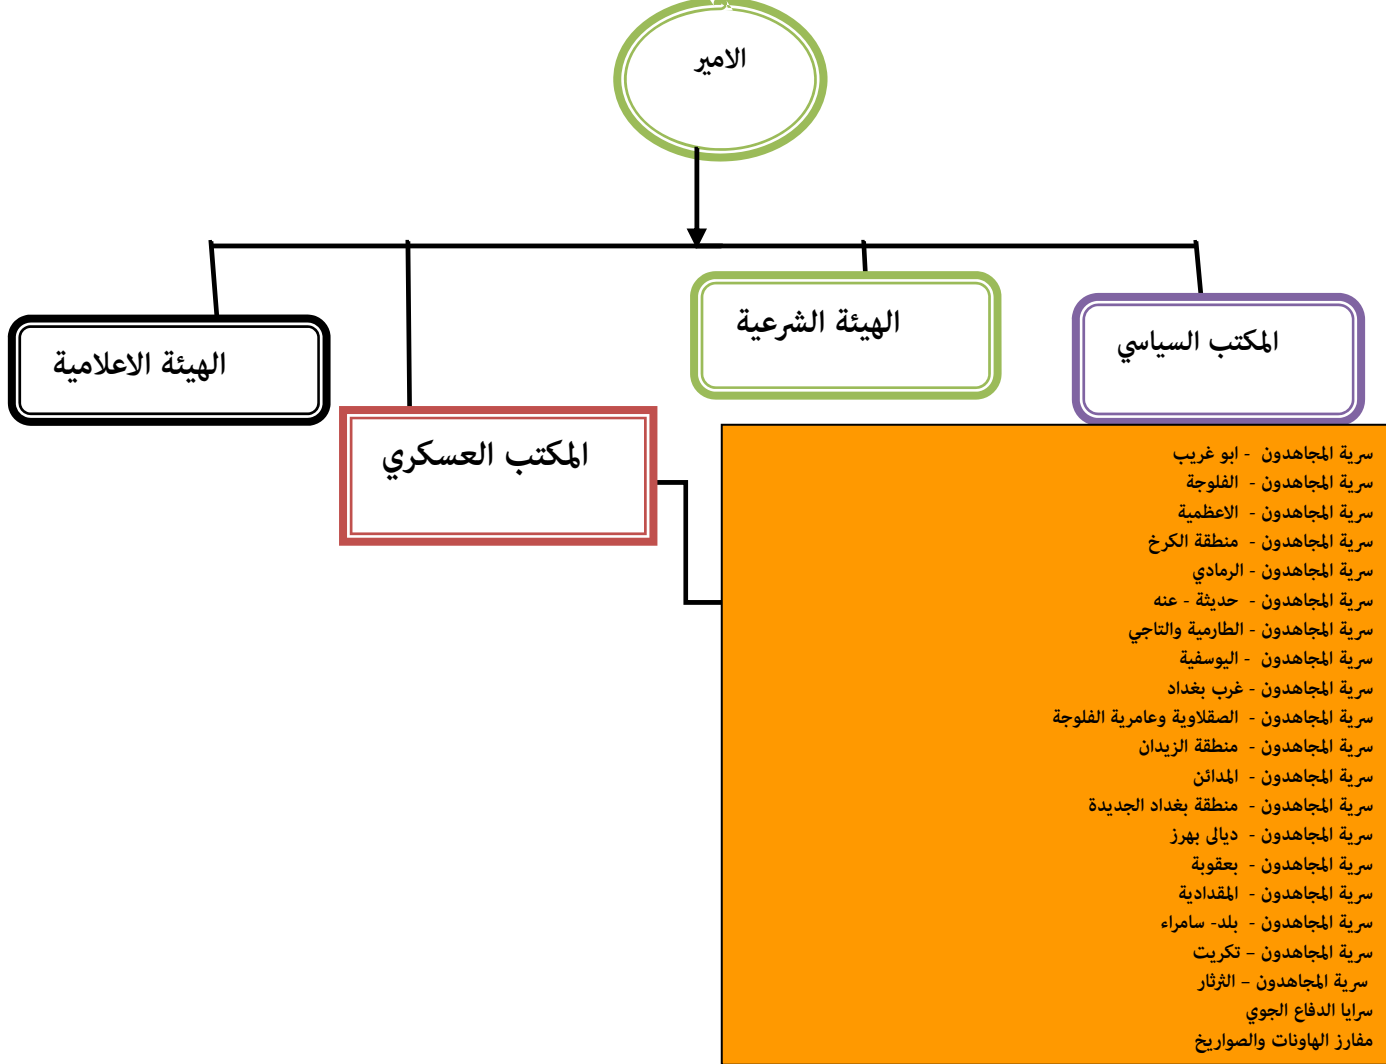 الامير
المكتب السياسي
الهيئة الشرعية
المكتب العسكري
الهيئة الاعلامية
سرية المجاهدون - ابو غريب
سرية المجاهدون - الفلوجة
سرية المجاهدون - الاعظمية
سرية المجاهدون - منطقة الكرخ
سرية المجاهدون - الرمادي
سرية المجاهدون - حديثة - عنه
سرية المجاهدون - الطارمية والتاجي
سرية المجاهدون - اليوسفية
سرية المجاهدون - غرب بغداد
سرية المجاهدون - الصقلاوية وعامرية الفلوجة
سرية المجاهدون - منطقة الزيدان
سرية المجاهدون - المدائن
سرية المجاهدون - منطقة بغداد الجديدة
سرية المجاهدون - ديالى بهرز
سرية المجاهدون - بعقوبة
سرية المجاهدون - المقدادية
سرية المجاهدون - بلد- سامراء
سرية المجاهدون – تكريت
سرية المجاهدون – الثرثار
سرايا الدفاع الجوي
مفارز الهاونات والصواريخ